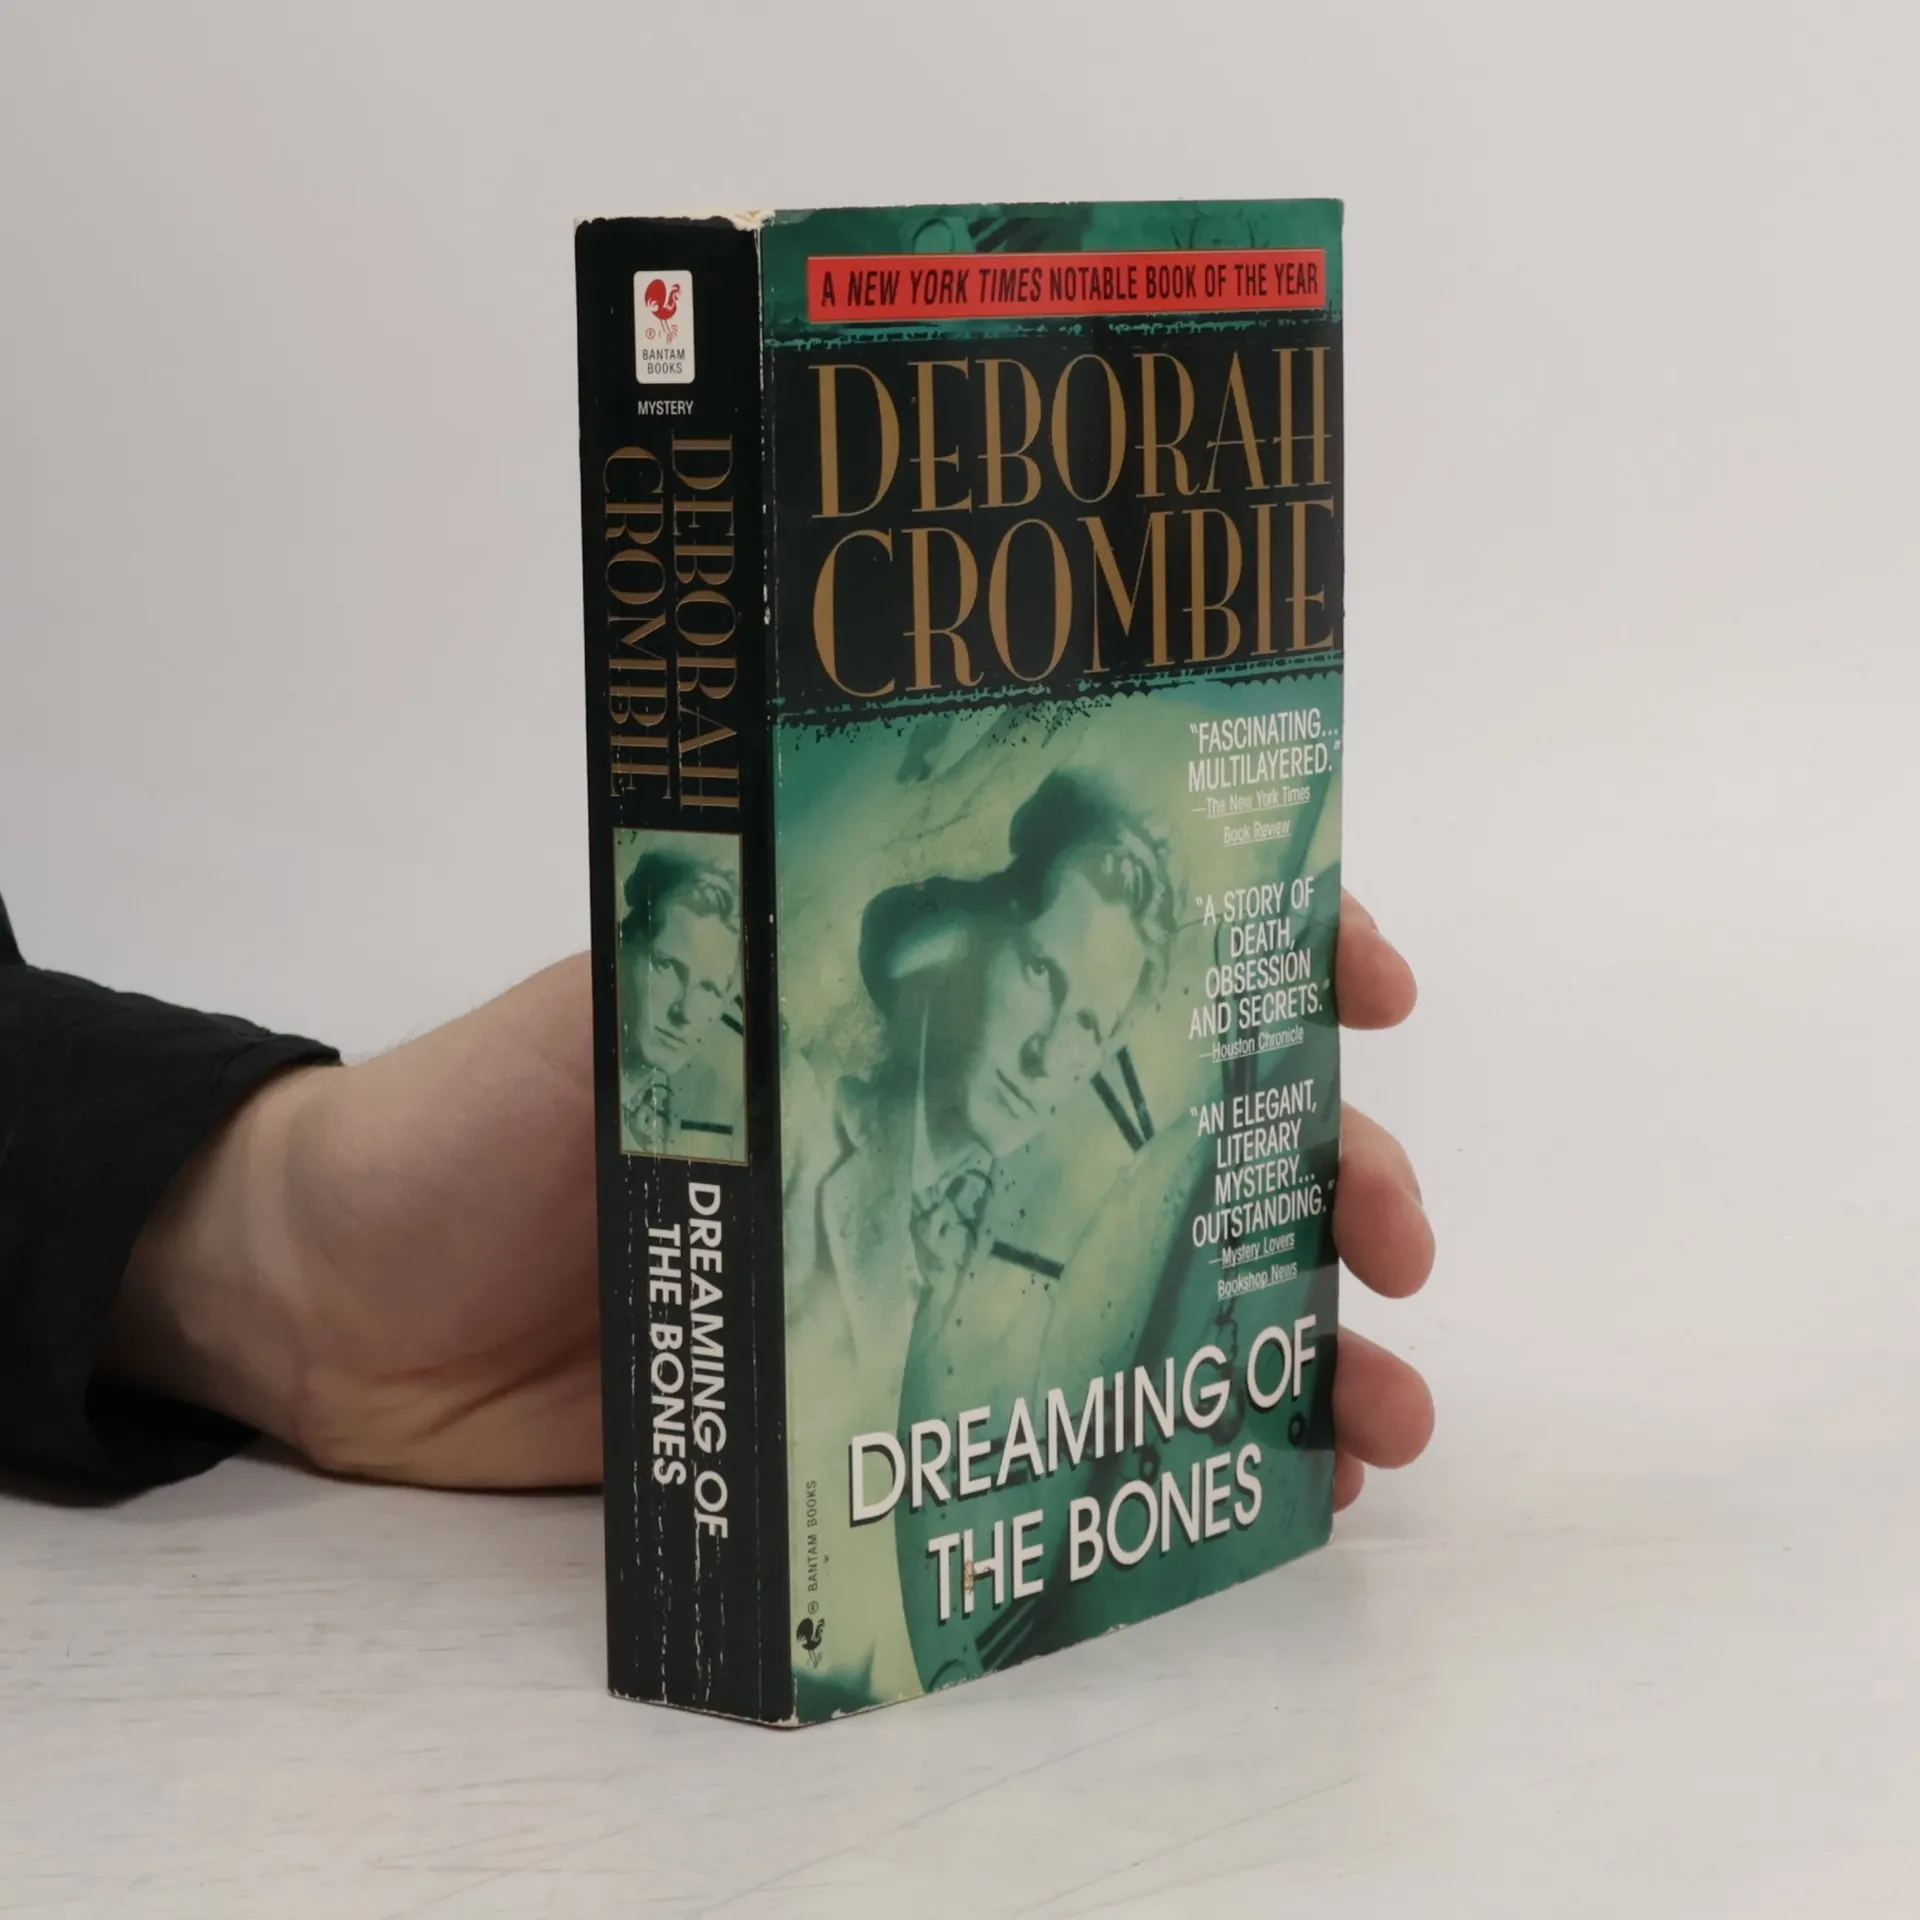 BANTAM
BOOKS
MYSTERY
DEBORAH
CROMBIE
DREAMING OF
THE BONES
A NEW YORK TIMES NOTABLE BOOK OF THE YEAR
DEBORAH
CROMBIE
"FASCINATING...
MULTILAYERED."
—The New York Times
Book Review
"A STORY OF
DEATH,
OBSESSION
AND SECRETS."
—Houston Chronicle
"AN ELEGANT,
LITERARY
MYSTERY...
OUTSTANDING."
—Mystery Lovers
Bookshop News
DREAMING OF
THE BONES
® BANTAM BOOKS